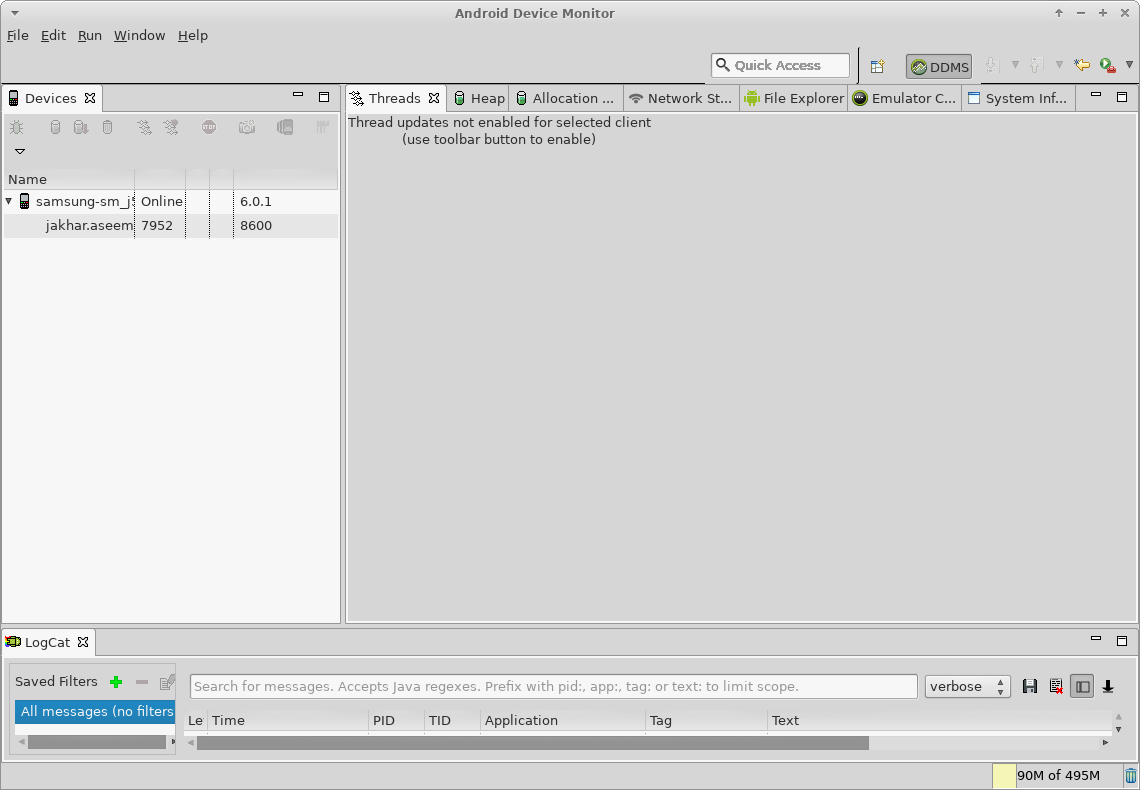 Android Device Monitor
File Edit Run Window Help
Quick Access
DDMS
Devices
Threads
Heap
Allocation ...
Network St...
File Explorer
Emulator C...
System Inf...
Thread updates not enabled for selected client
(use toolbar button to enable)
Name
samsung-sm_j5 Online 6.0.1
jakhar.aseem 7952 8600
LogCat
Saved Filters
All messages (no filters
Search for messages. Accepts Java regexes. Prefix with pid:, app:, tag: or text: to limit scope.
verbose
Le Time PID TID Application Tag Text
90M of 495M